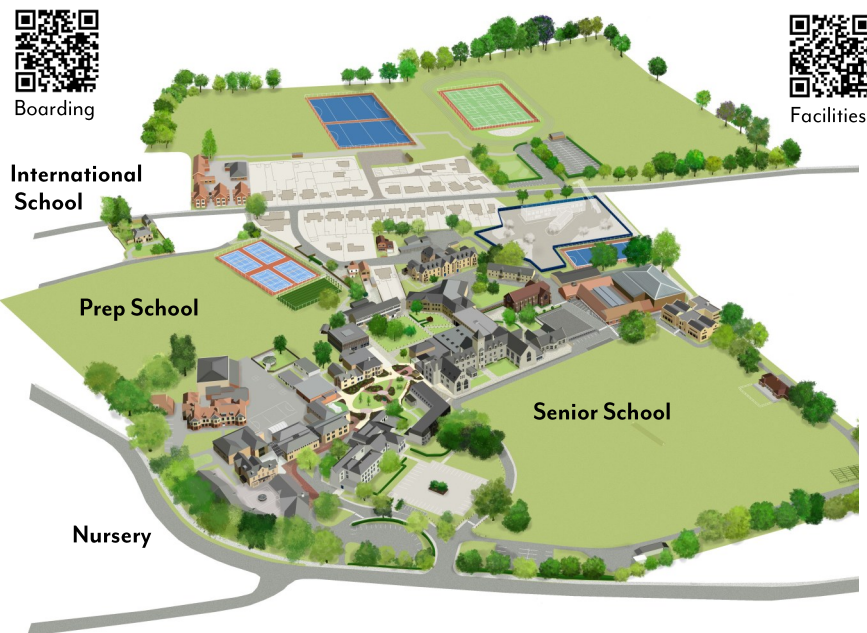 Boarding
Facilities
International
School
Prep School
Senior School
Nursery